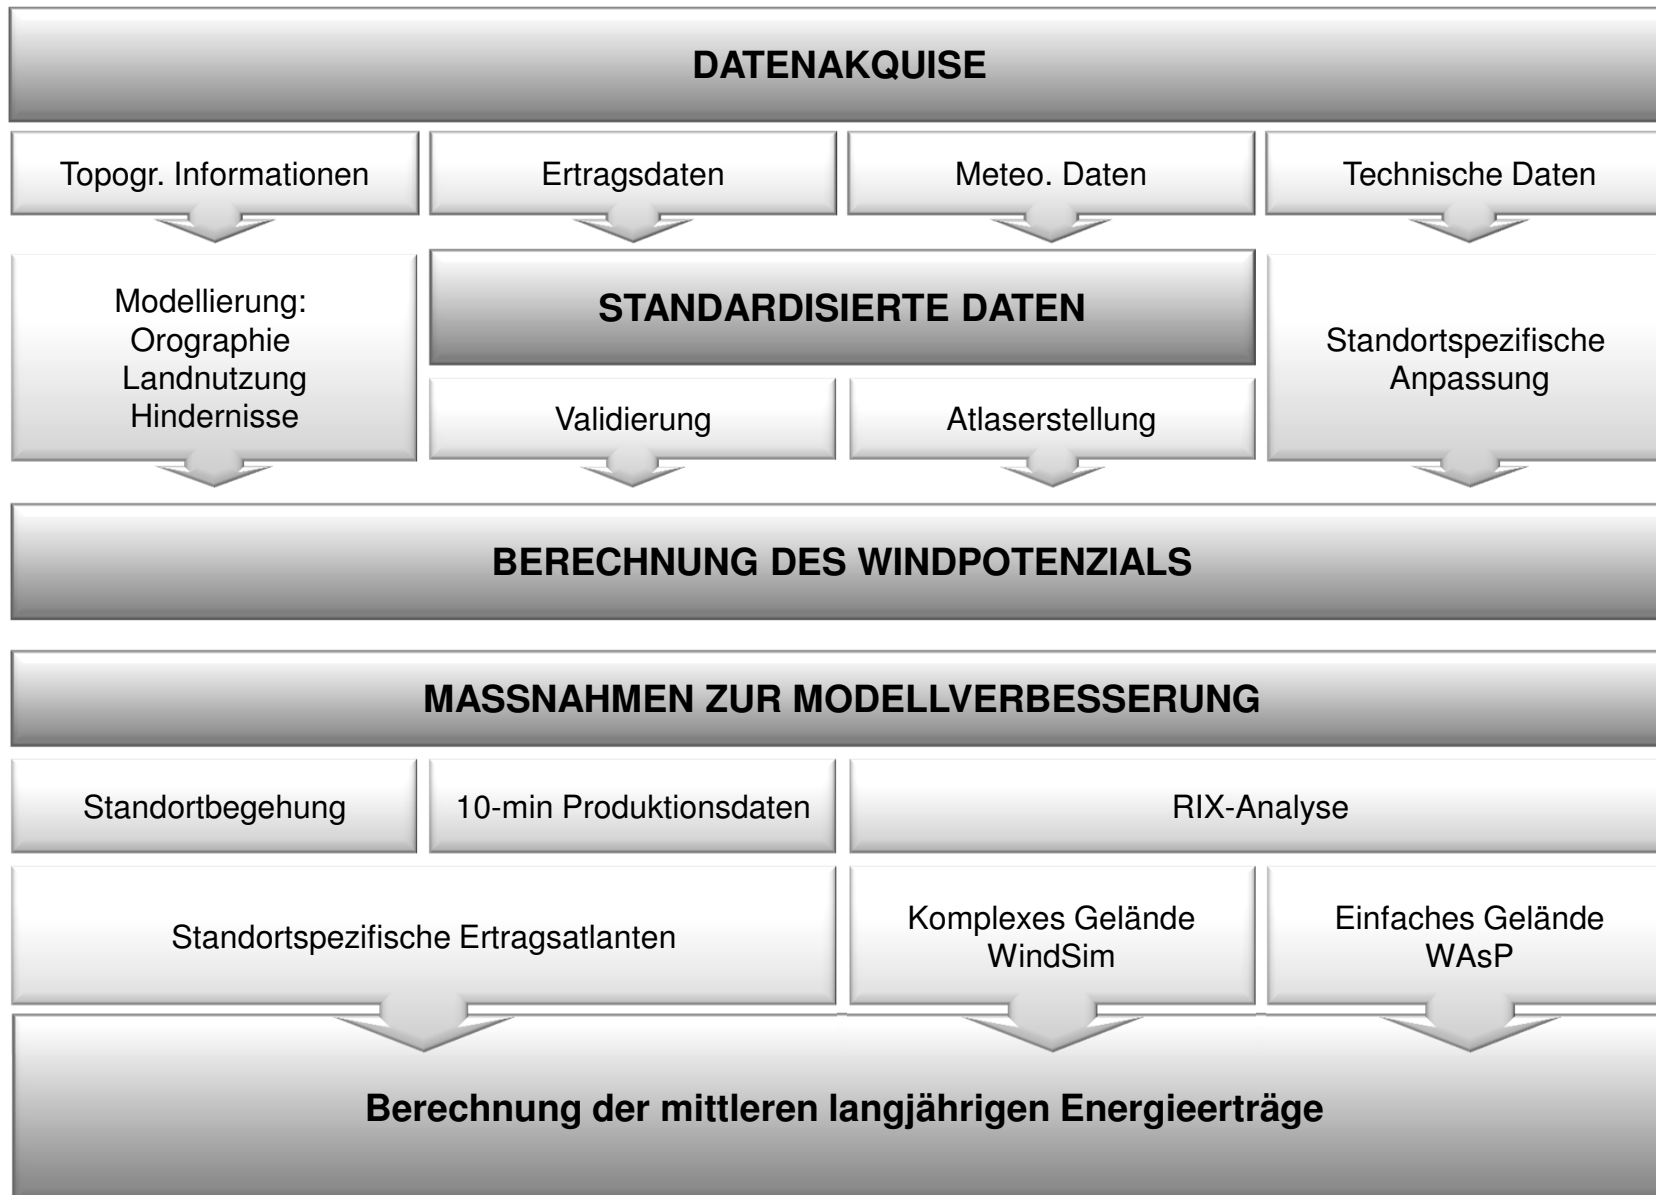 DATENAKQUISE
Topogr. Informationen
Ertragsdaten
Meteo. Daten
Technische Daten
Modellierung:
Orographie
Landnutzung
Hindernisse
STANDARDISIERTE DATEN
Validierung
Atlaserstellung
Standortspezifische
Anpassung
BERECHNUNG DES WINDPOTENZIALS
MASSNAHMEN ZUR MODELLVERBESSERUNG
Standortbegehung
10-min Produktionsdaten
RIX-Analyse
Standortspezifische Ertragsatlanten
Komplexes Gelände
WindSim
Einfaches Gelände
WAsP
Berechnung der mittleren langjährigen Energieerträge